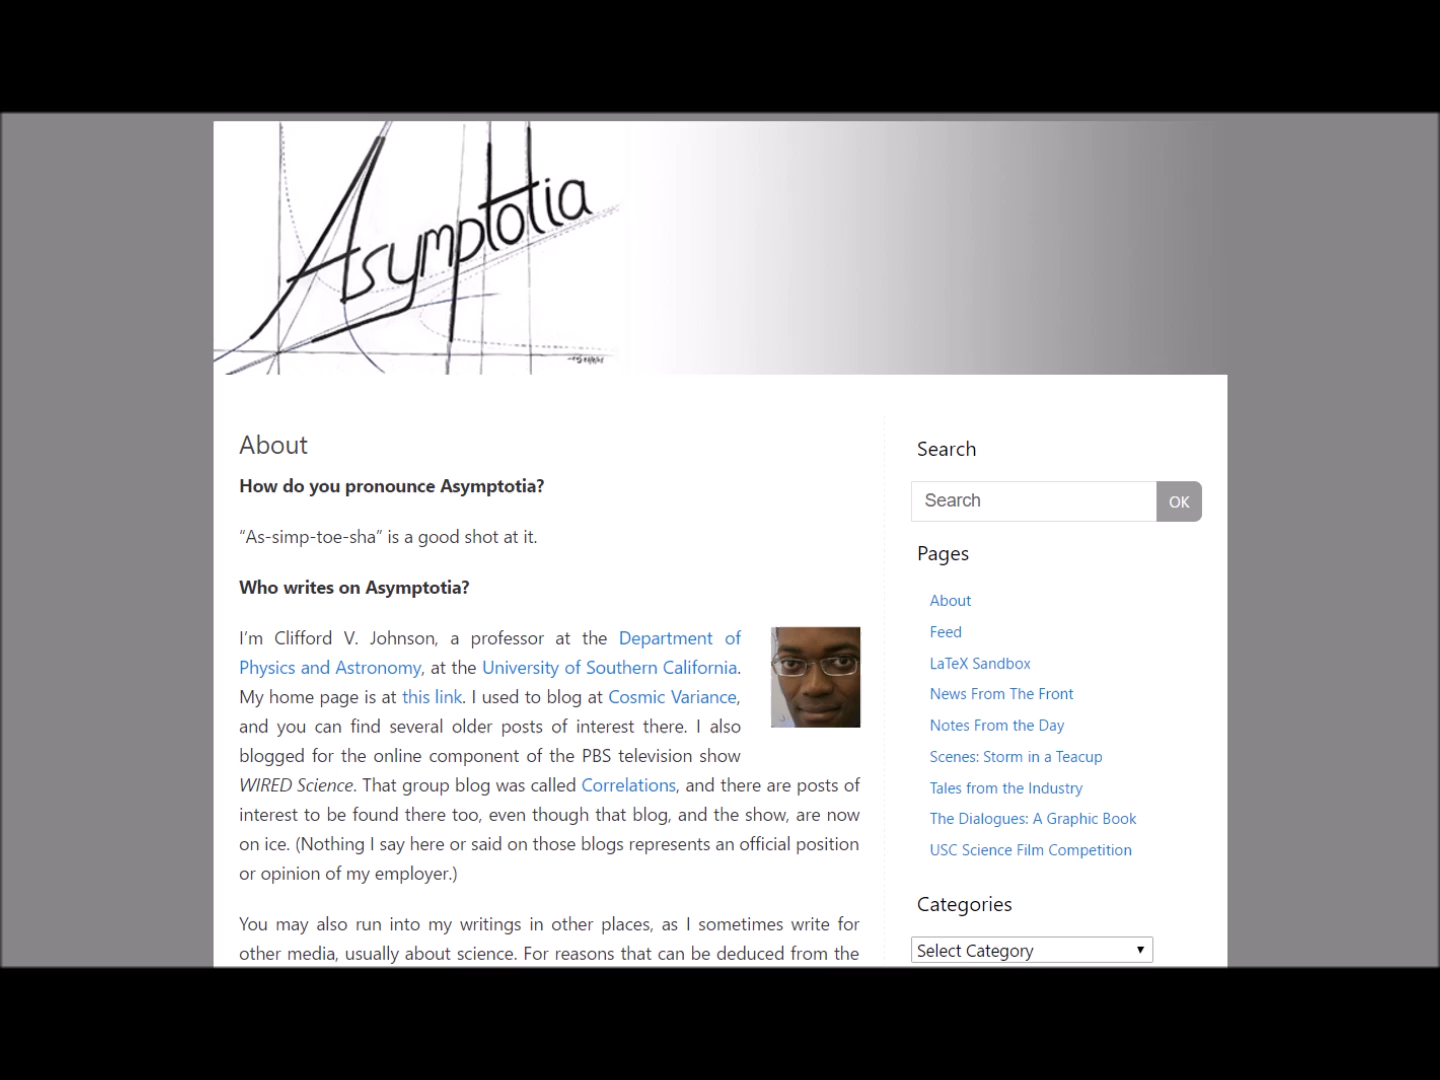 Asymptotia
About
How do you pronounce Asymptotia?
“As-simp-toe-sha” is a good shot at it.
Who writes on Asymptotia?
I’m Clifford V. Johnson, a professor at the Department of
Physics and Astronomy, at the University of Southern California.
My home page is at this link. I used to blog at Cosmic Variance,
and you can find several older posts of interest there. I also
blogged for the online component of the PBS television show
WIRED Science. That group blog was called Correlations, and there are posts of
interest to be found there too, even though that blog, and the show, are now
on ice. (Nothing I say here or said on those blogs represents an official position
or opinion of my employer.)
You may also run into my writings in other places, as I sometimes write for
other media, usually about science. For reasons that can be deduced from the
Search
Search
OK
Pages
About
Feed
LaTeX Sandbox
News From The Front
Notes From the Day
Scenes: Storm in a Teacup
Tales from the Industry
The Dialogues: A Graphic Book
USC Science Film Competition
Categories
Select Category